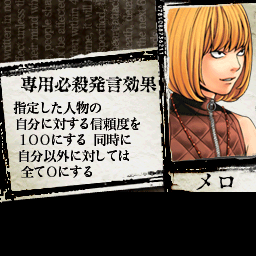 専用必殺発言効果
指定した人物の
自分に対する信頼度を
１００にする 同時に
自分以外に対しては
全て０にする
メロ